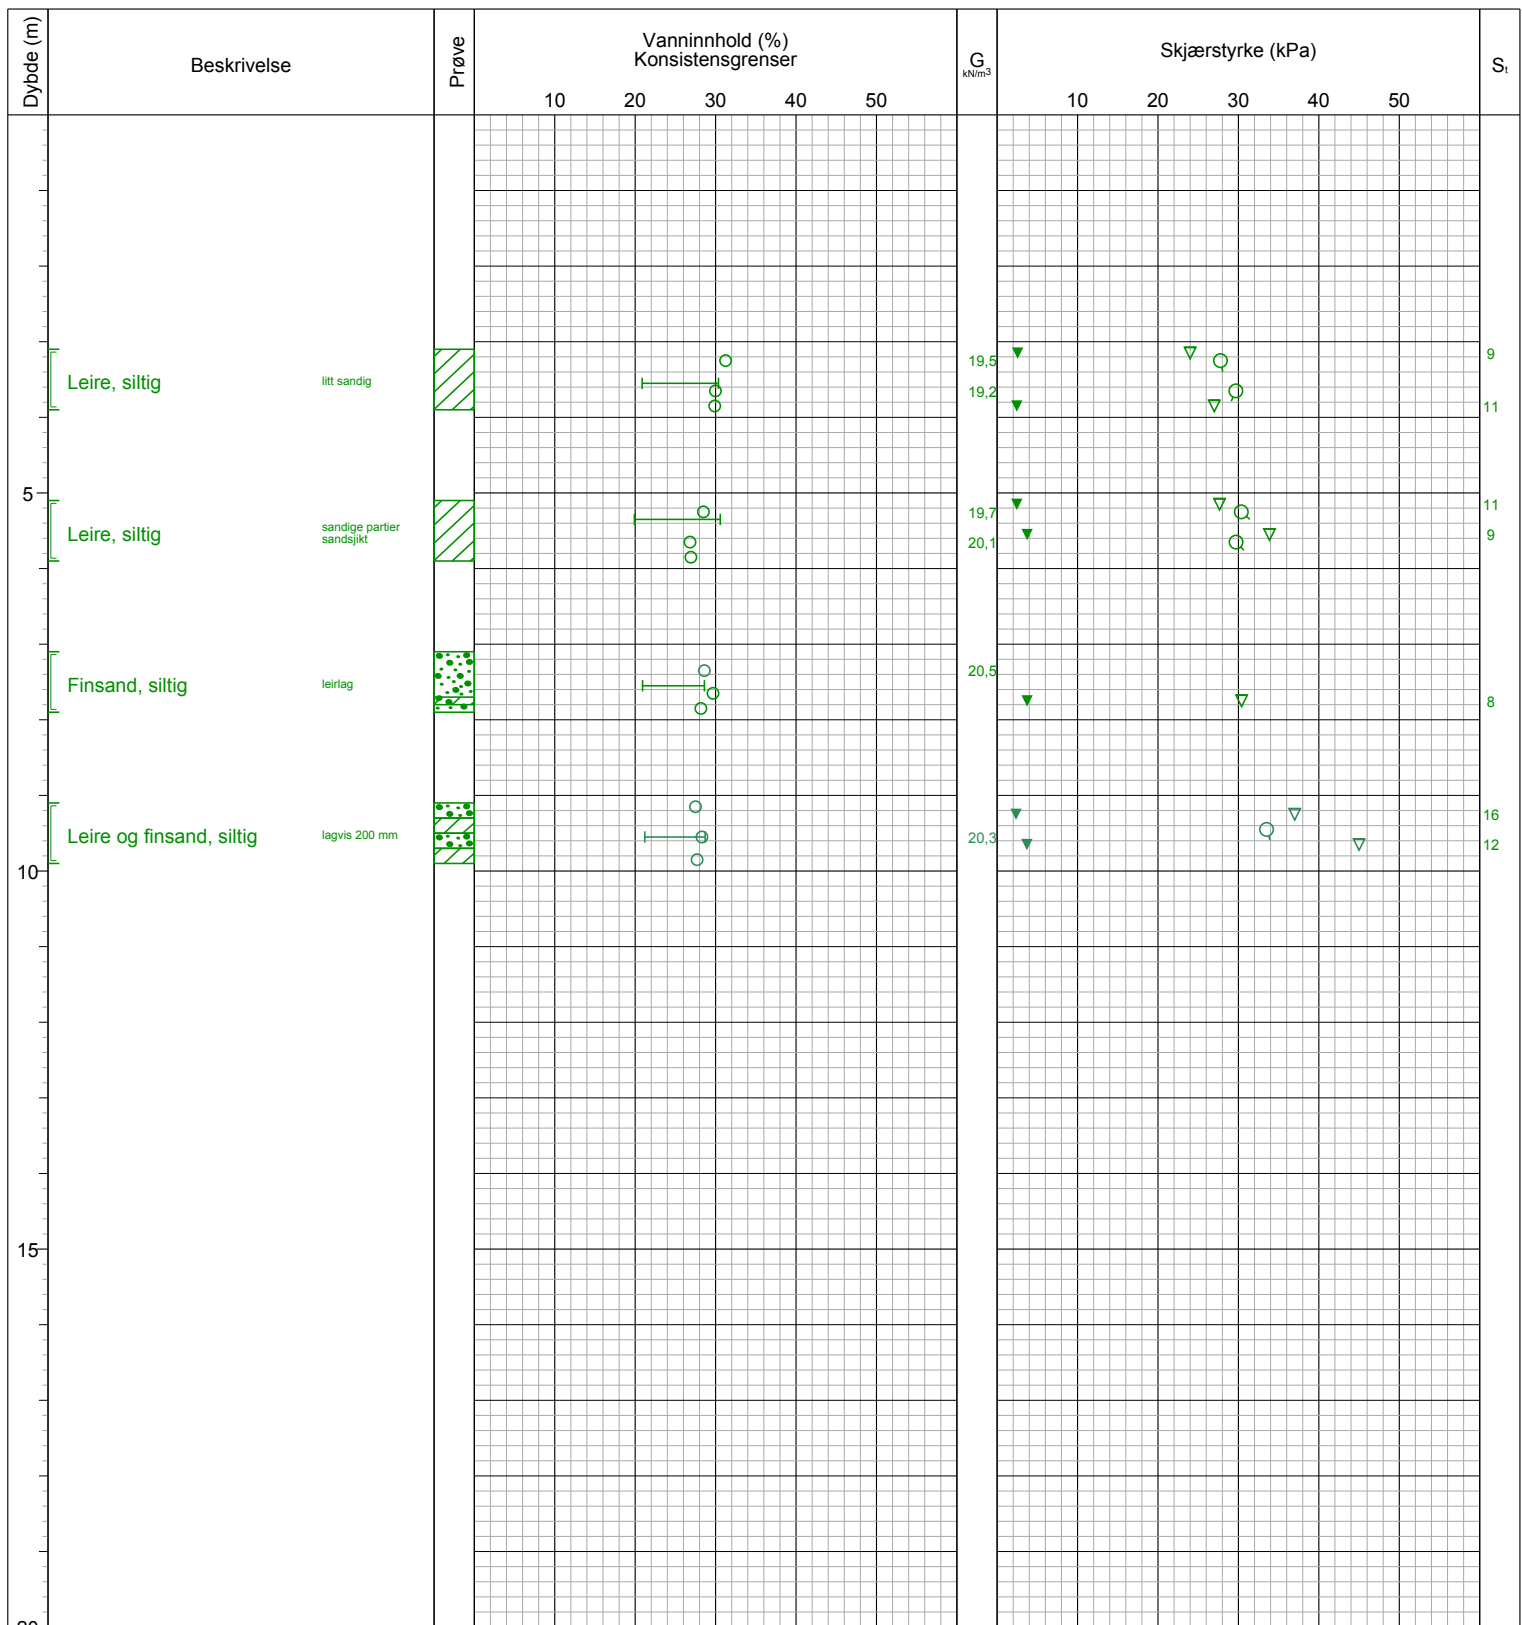 Dybde (m)
Beskrivelse
Prøve
Vanninnhold (%)
Konsistensgrenser
10 20 30 40 50
G
kN/m3
Skjærstyrke (kPa)
10 20 30 40 50
St
Leire, siltig
litt sandig
19,5
9
19,2
11
5
Leire, siltig
sandige partier
sandsjikt
19,7
11
20,1
9
Finsand, siltig
leirlag
20,5
8
Leire og finsand, siltig
lagvis 200 mm
16
20,3
12
10
15